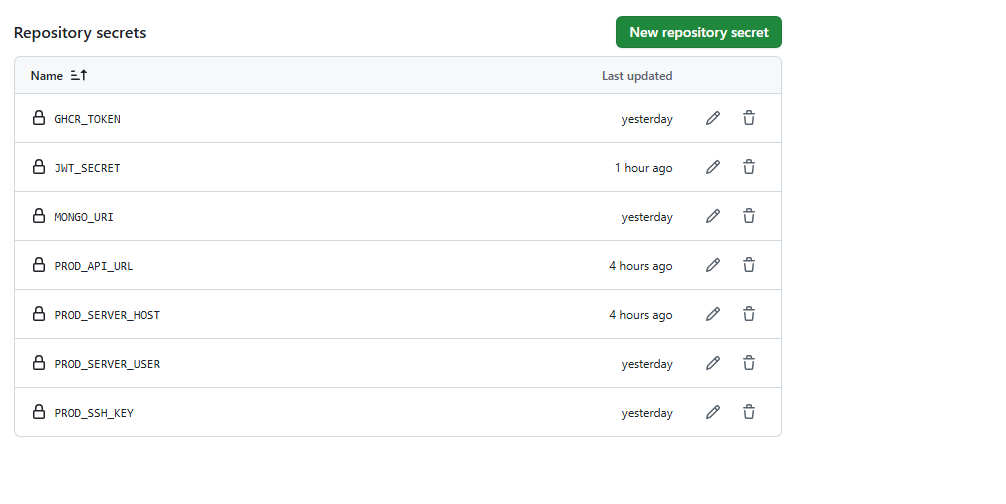 Repository secrets
New repository secret
Name Last updated
GHCR_TOKEN yesterday
JWT_SECRET 1 hour ago
MONGO_URI yesterday
PROD_API_URL 4 hours ago
PROD_SERVER_HOST 4 hours ago
PROD_SERVER_USER yesterday
PROD_SSH_KEY yesterday